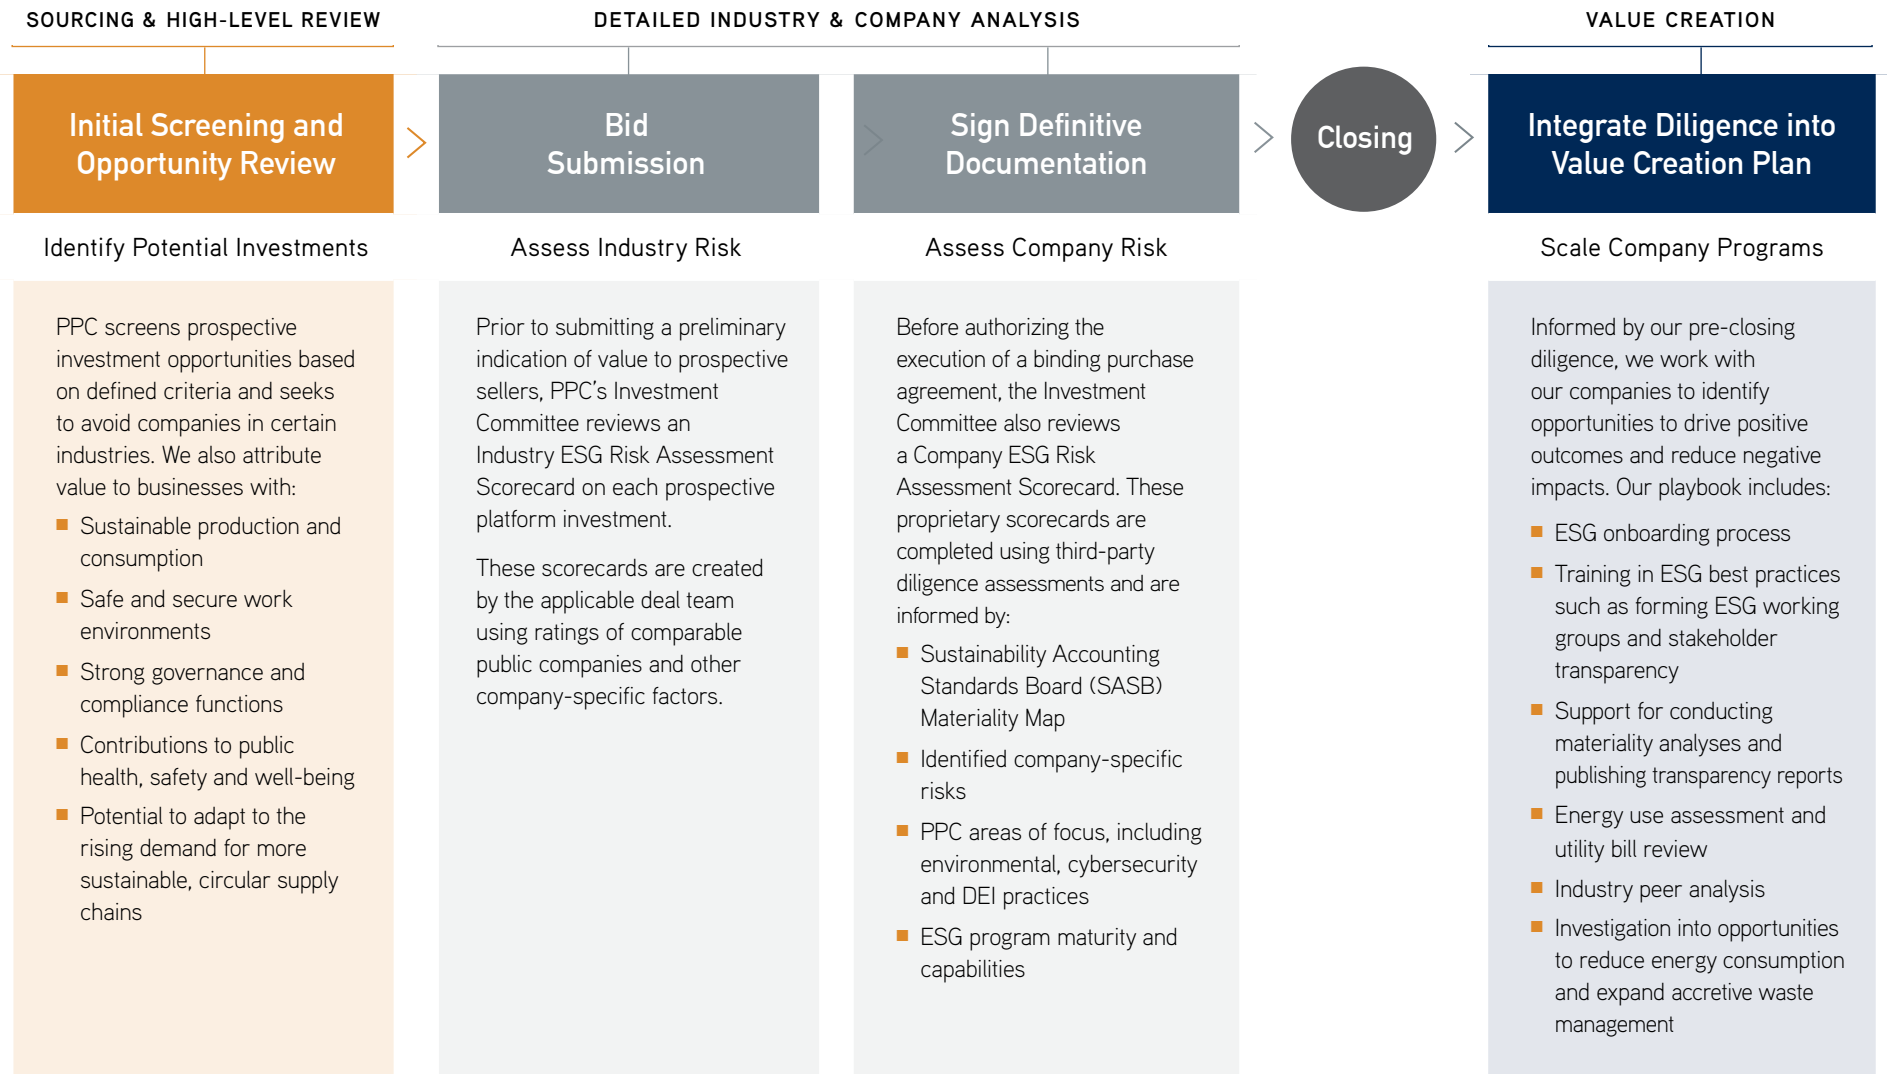 SOURCING & HIGH-LEVEL REVIEW
DETAILED INDUSTRY & COMPANY ANALYSIS
VALUE CREATION
Initial Screening and
Opportunity Review
Bid
Submission
Sign Definitive
Documentation
Closing
Integrate Diligence into
Value Creation Plan
Identify Potential Investments
Assess Industry Risk
Assess Company Risk
Scale Company Programs
PPC screens prospective
investment opportunities based
on defined criteria and seeks
to avoid companies in certain
industries. We also attribute
value to businesses with:
Sustainable production and
consumption
Safe and secure work
environments
Strong governance and
compliance functions
Contributions to public
health, safety and well-being
Potential to adapt to the
rising demand for more
sustainable, circular supply
chains
Prior to submitting a preliminary
indication of value to prospective
sellers, PPC's Investment
Committee reviews an
Industry ESG Risk Assessment
Scorecard on each prospective
platform investment.
These scorecards are created
by the applicable deal team
using ratings of comparable
public companies and other
company-specific factors.
Before authorizing the
execution of a binding purchase
agreement, the Investment
Committee also reviews
a Company ESG Risk
Assessment Scorecard. These
proprietary scorecards are
completed using third-party
diligence assessments and are
informed by:
Sustainability Accounting
Standards Board (SASB)
Materiality Map
Identified company-specific
risks
PPC areas of focus, including
environmental, cybersecurity
and DEI practices
ESG program maturity and
capabilities
Informed by our pre-closing
diligence, we work with
our companies to identify
opportunities to drive positive
outcomes and reduce negative
impacts. Our playbook includes:
ESG onboarding process
Training in ESG best practices
such as forming ESG working
groups and stakeholder
transparency
Support for conducting
materiality analyses and
publishing transparency reports
Energy use assessment and
utility bill review
Industry peer analysis
Investigation into opportunities
to reduce energy consumption
and expand accretive waste
management